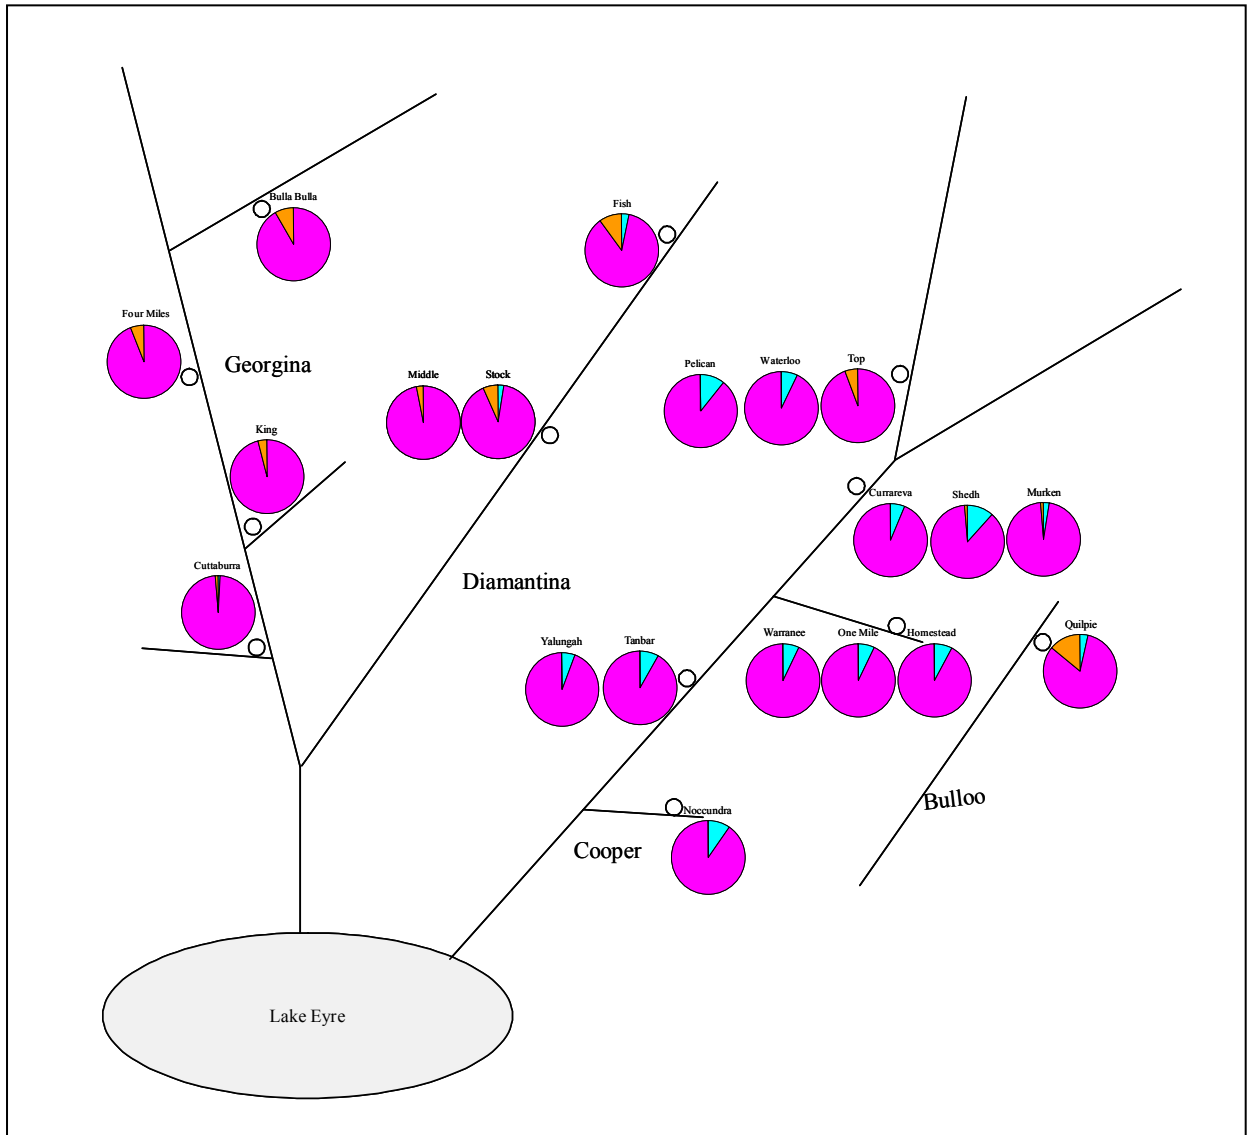 Bulla Bulla
Fish
Four Miles
Georgina
Middle
Stock
Pelican
Waterloo
Top
King
Currareva
Shedh
Murken
Cuttaburra
Diamantina
Yalungah
Tanbar
Warranee
One Mile
Homestead
Quilpie
Bulloo
Noccundra
Cooper
Lake Eyre